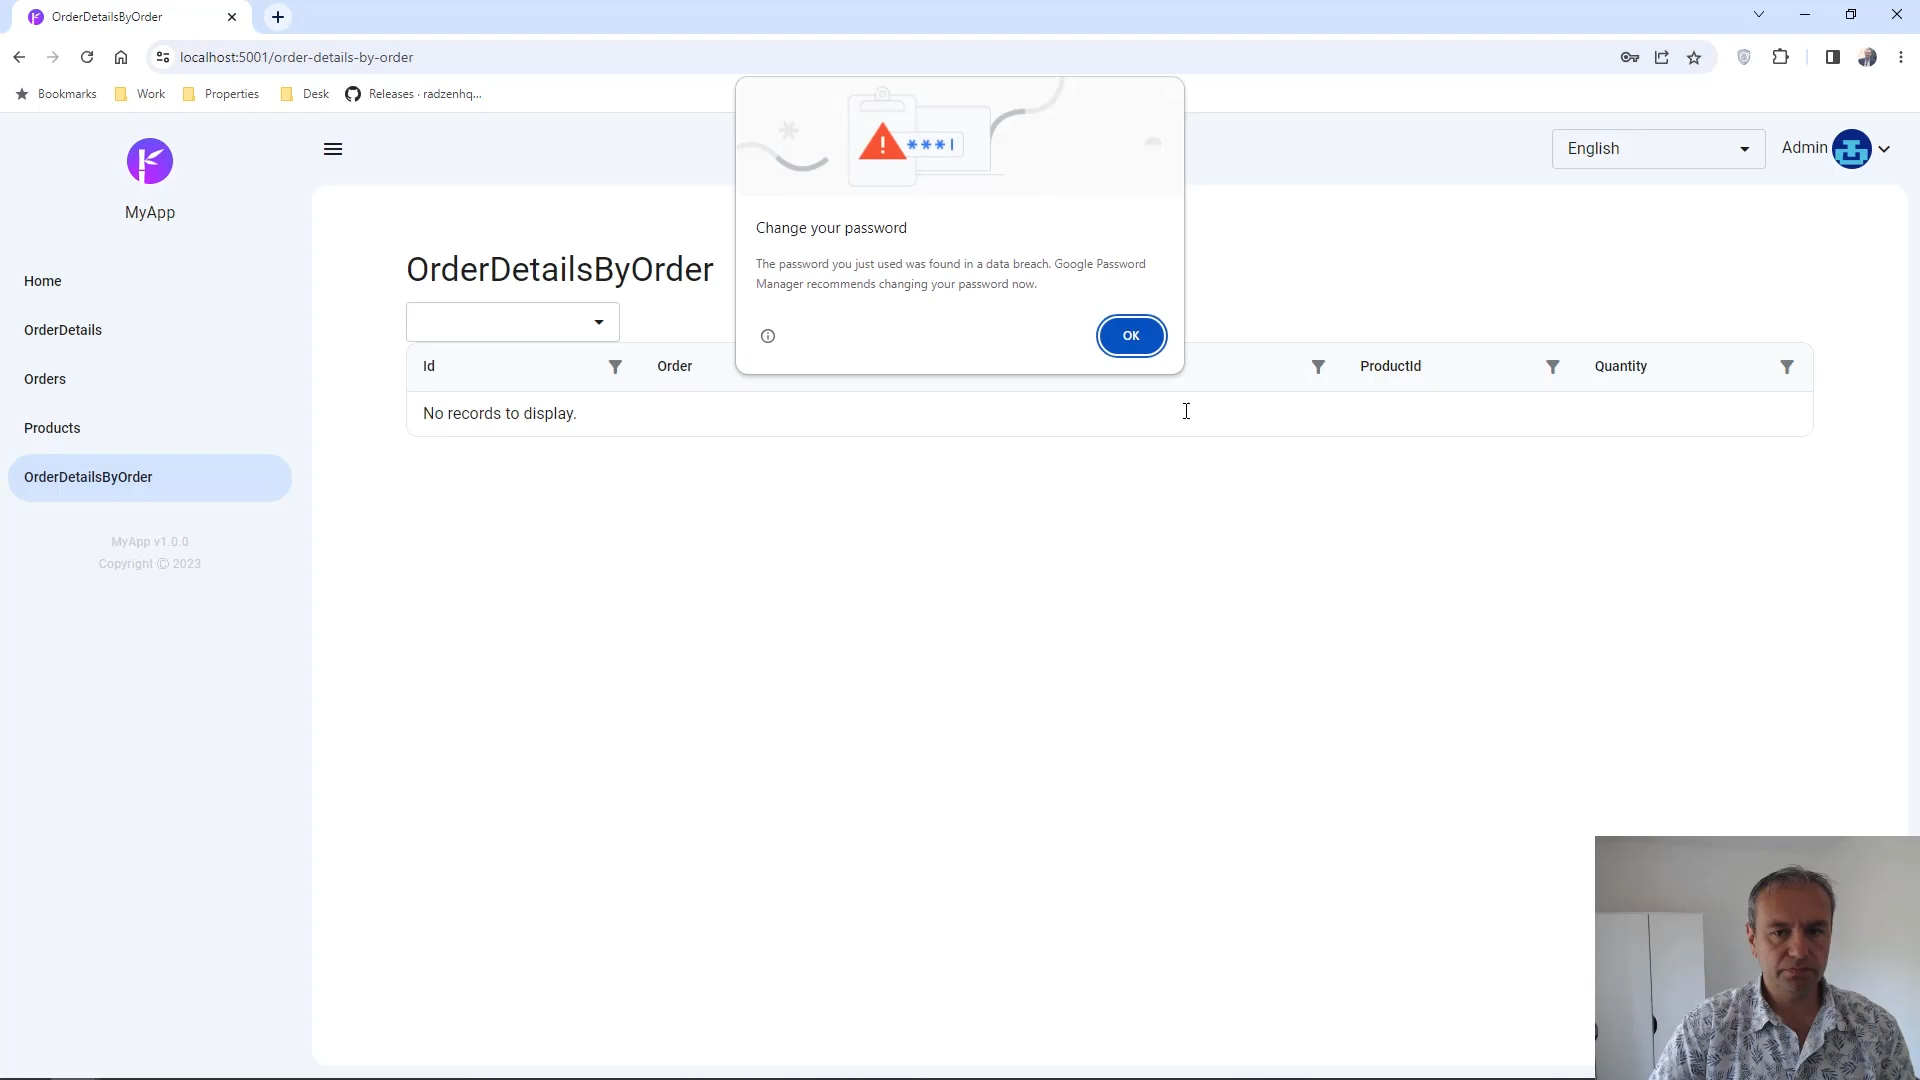 OrderDetailsByOrder
localhost:5001/order-details-by-order
Bookmarks
Work
Properties
Desk
Releases · radzenhq...
MyApp
English
Admin
***
Change your password
The password you just used was found in a data breach. Google Password
Manager recommends changing your password now.
OK
Home
OrderDetails
Orders
Products
OrderDetailsByOrder
MyApp v1.0.0
Copyright © 2023
OrderDetailsByOrder
Id
Order
ProductId
Quantity
No records to display.